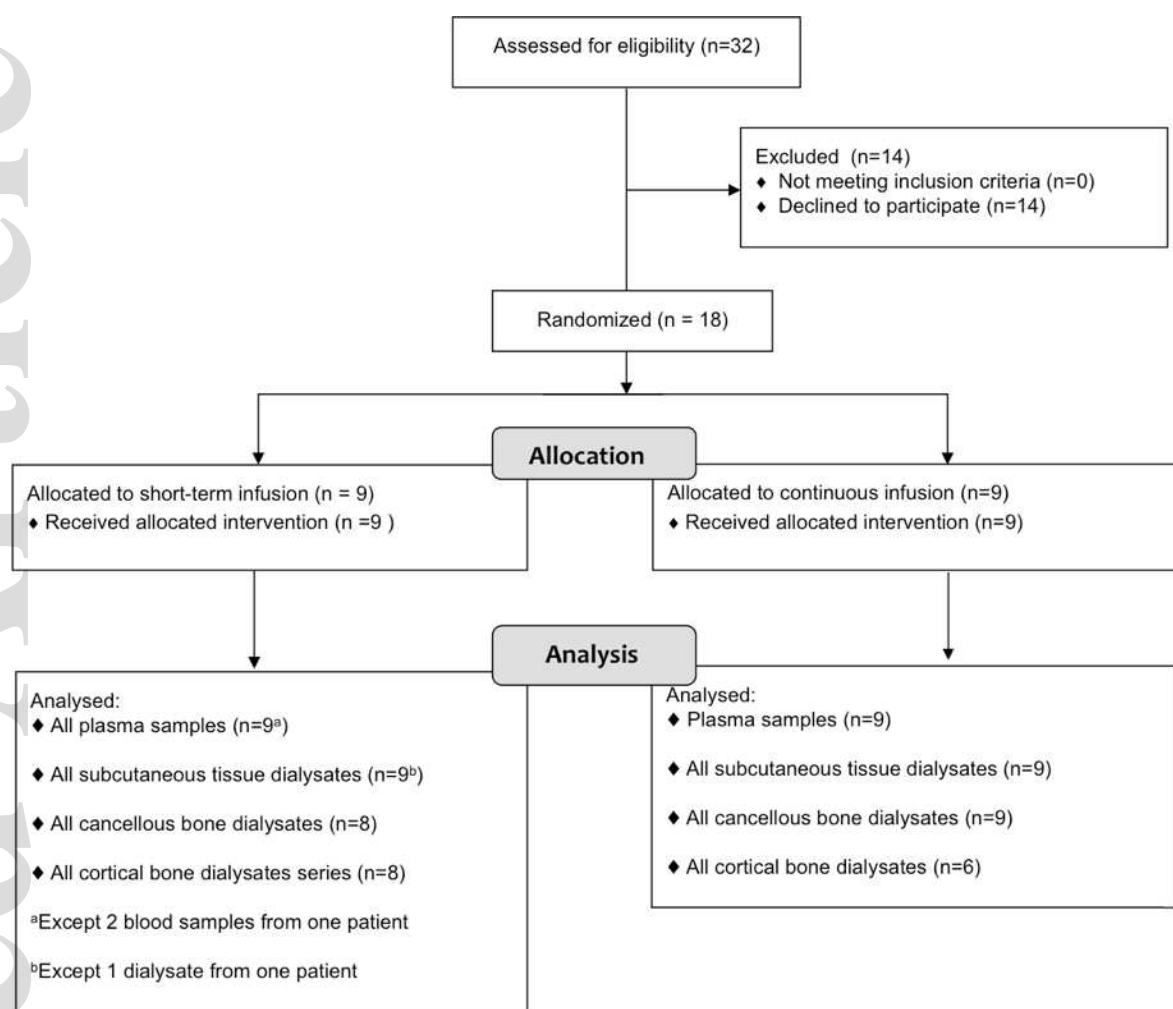 Assessed for eligibility (n=32)
Excluded (n=14)
♦ Not meeting inclusion criteria (n=0)
♦ Declined to participate (n=14)
Randomized (n = 18)
Allocation
Allocated to short-term infusion (n = 9)
♦ Received allocated intervention (n =9 )
Allocated to continuous infusion (n=9)
♦ Received allocated intervention (n=9)
Analysis
Analysed:
♦ All plasma samples (n=9ᵃ)
♦ All subcutaneous tissue dialysates (n=9ᵇ)
♦ All cancellous bone dialysates (n=8)
♦ All cortical bone dialysates series (n=8)
ᵃExcept 2 blood samples from one patient
ᵇExcept 1 dialysate from one patient
Analysed:
♦ Plasma samples (n=9)
♦ All subcutaneous tissue dialysates (n=9)
♦ All cancellous bone dialysates (n=9)
♦ All cortical bone dialysates (n=6)